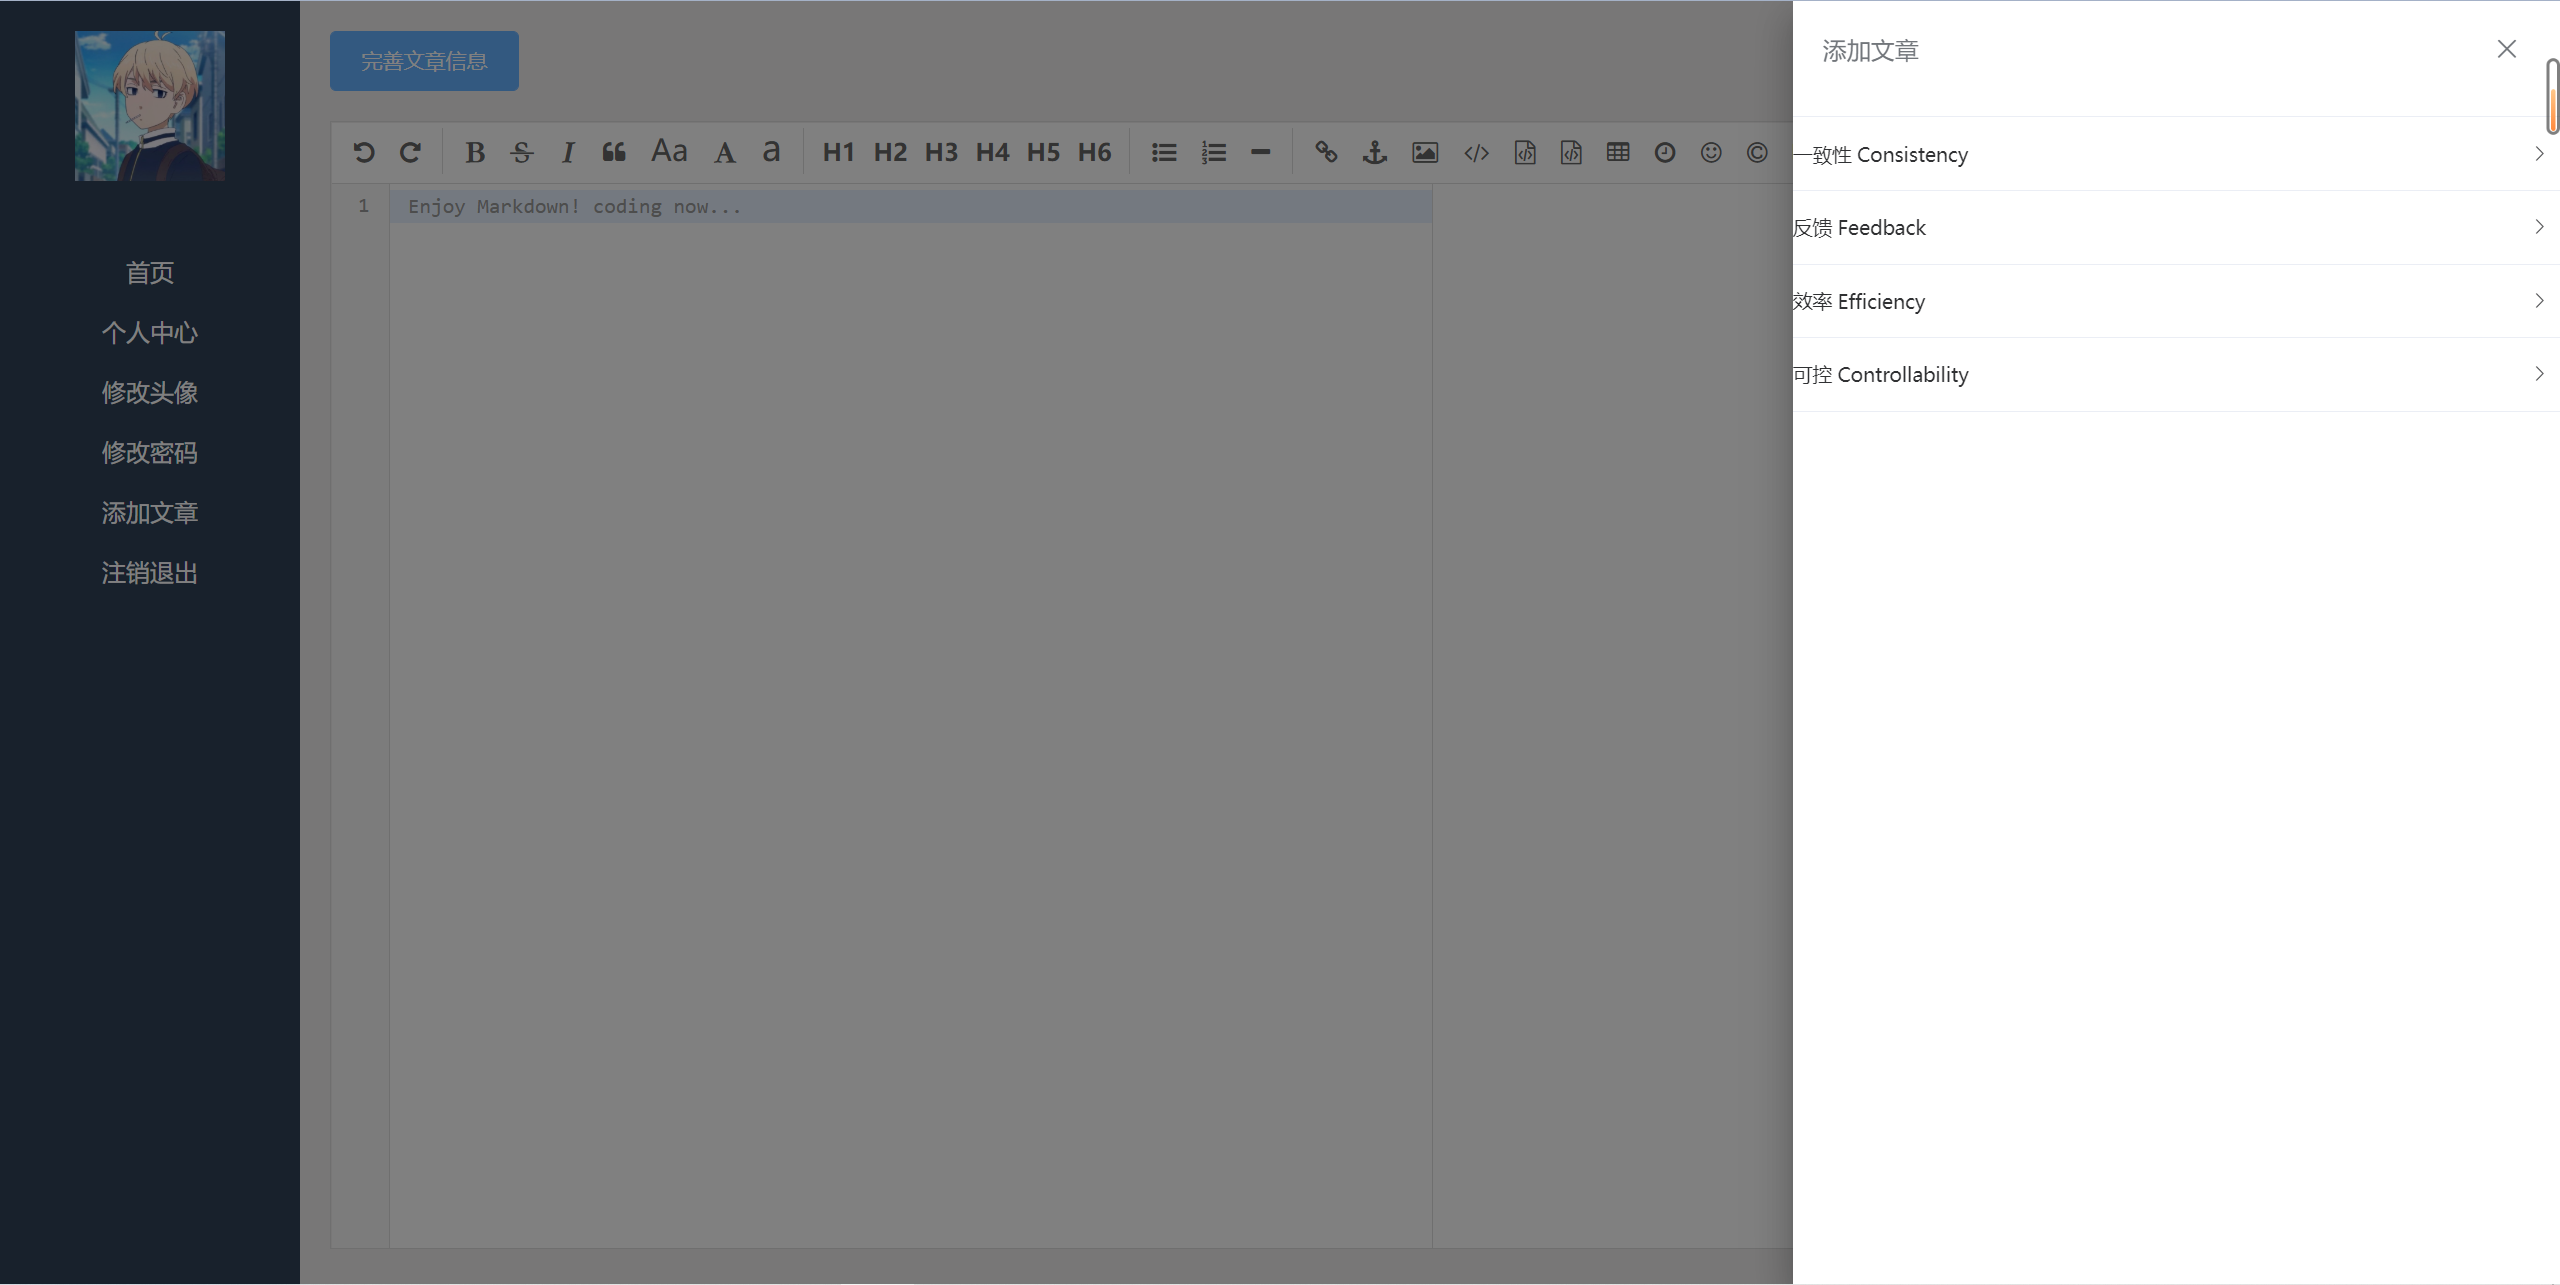 首页
个人中心
修改头像
修改密码
添加文章
注销退出
完善文章信息
B S I Aa A a H1 H2 H3 H4 H5 H6
1 Enjoy Markdown! coding now...
添加文章
一致性 Consistency
反馈 Feedback
效率 Efficiency
可控 Controllability